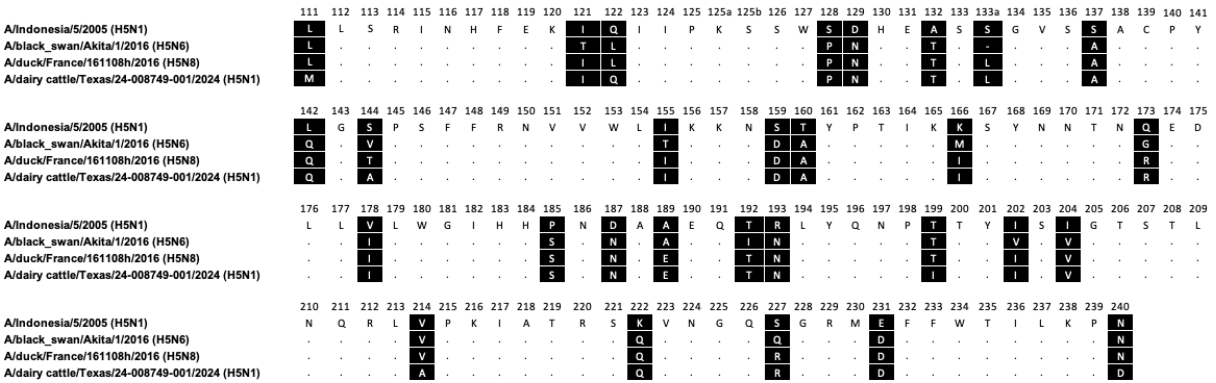 111 112 113 114 115 116 117 118 119 120 121 122 123 124 125 125a 125b 126 127 128 129 130 131 132 133 133a 134 135 136 137 138 139 140 141
A/Indonesia/5/2005 (H5N1) L L S R I N H F E K I Q I I P K S S W S D H E A S S G V S S A C P Y
A/black_swan/Akita/1/2016 (H5N6) L . . . . . . . . . T L . . . . . . . P N . . T . - . . . A . . . .
A/duck/France/161108h/2016 (H5N8) L . . . . . . . . . I L . . . . . . . P N . . T . L . . . A . . . .
A/dairy cattle/Texas/24-008749-001/2024 (H5N1) M . . . . . . . . . I Q . . . . . . . P N . . T . L . . . A . . . .
142 143 144 145 146 147 148 149 150 151 152 153 154 155 156 157 158 159 160 161 162 163 164 165 166 167 168 169 170 171 172 173 174 175
A/Indonesia/5/2005 (H5N1) L G S P S F F R N V V W L I K K N S T Y P T I K K S Y N N T N Q E D
A/black_swan/Akita/1/2016 (H5N6) Q . V . . . . . . . . . . T . . . D A . . . . . M . . . . . . G . .
A/duck/France/161108h/2016 (H5N8) Q . T . . . . . . . . . . I . . . D A . . . . . I . . . . . . R . .
A/dairy cattle/Texas/24-008749-001/2024 (H5N1) Q . A . . . . . . . . . . I . . . D A . . . . . I . . . . . . R . .
176 177 178 179 180 181 182 183 184 185 186 187 188 189 190 191 192 193 194 195 196 197 198 199 200 201 202 203 204 205 206 207 208 209
A/Indonesia/5/2005 (H5N1) L L V L W G I H H P N D A A E Q T R L Y Q N P T T Y I S I G T S T L
A/black_swan/Akita/1/2016 (H5N6) . . I . . . . . . S . N . A . . I N . . . . . T . . V . V . . . . .
A/duck/France/161108h/2016 (H5N8) . . I . . . . . . S . N . E . . T N . . . . . T . . I . V . . . . .
A/dairy cattle/Texas/24-008749-001/2024 (H5N1) . . I . . . . . . S . N . E . . T N . . . . . I . . I . V . . . . .
210 211 212 213 214 215 216 217 218 219 220 221 222 223 224 225 226 227 228 229 230 231 232 233 234 235 236 237 238 239 240
A/Indonesia/5/2005 (H5N1) N Q R L V P K I A T R S K V N G Q S G R M E F F W T I L K P N
A/black_swan/Akita/1/2016 (H5N6) . . . . V . . . . . . . Q . . . . Q . . . D . . . . . . . . N
A/duck/France/161108h/2016 (H5N8) . . . . V . . . . . . . Q . . . . R . . . D . . . . . . . . N
A/dairy cattle/Texas/24-008749-001/2024 (H5N1) . . . . A . . . . . . . Q . . . . R . . . D . . . . . . . . D